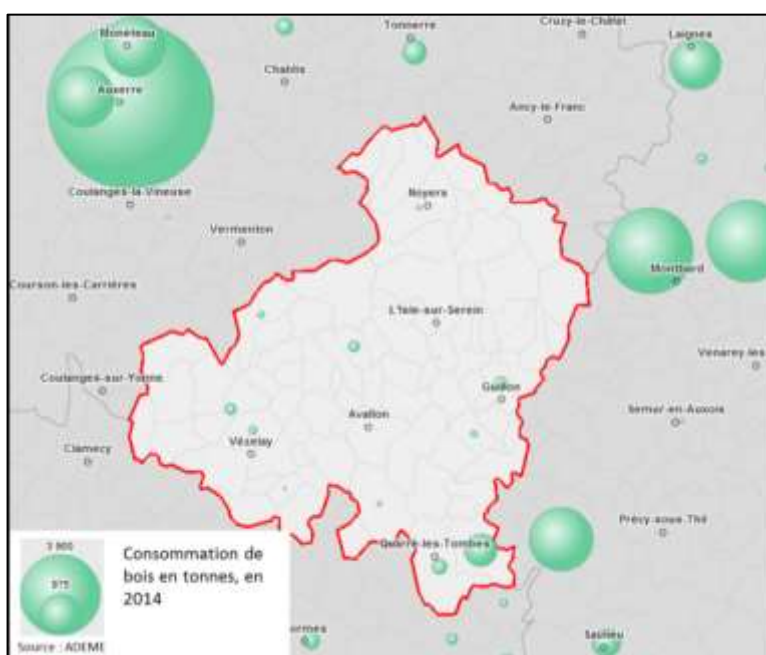 Tonnerre
Cruzy-le-Châtel
Monéteau
Laignes
Chablis
Auxerre
Ancy-le-Franc
Coulanges-la-Vineuse
Noyers
Vermenton
Montbard
Courson-les-Carrières
L'Isle-sur-Serein
Venarey-les
Coulanges-sur-Yonne
Guillon
Semur-en-Auxois
Avallon
Vézelay
Clamecy
Précy-sous-Thil
Quarré-les-Tombes
Consommation de
bois en tonnes, en
2014
975
Source : ADEME
ormes
Saulieu